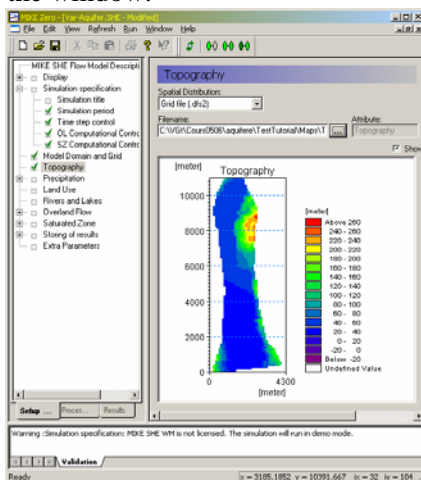 the window.
MIKE Zero - [Var-Aquifer.SHE - Modified]
File Edit View Refresh Run Window Help
MIKE SHE Flow Model Descripti
Display
Simulation specification
Simulation title
Simulation period
Time step control
OL Computational Contro
SZ Computational Contro
Model Domain and Grid
Topography
Precipitation
Land Use
Rivers and Lakes
Overland Flow
Saturated Zone
Storing of results
Extra Parameters
Setup ...
Proces...
Results
Topography
Spatial Distribution:
Grid file (.dfs2)
Filename:
Attribute:
C:\VGt\Cours0506\aquifere\TestTutorial\Maps\T
...
Topography
Show
[meter]
Topography
10000
8000
6000
4000
2000
0
0
4300
[meter]
[meter]
Above 260
240 - 260
220 - 240
200 - 220
180 - 200
160 - 180
140 - 160
120 - 140
100 - 120
80 - 100
60 - 80
40 - 60
20 - 40
0 - 20
-20 - 0
Below -20
Undefined Value
Warning :Simulation specification: MIKE SHE WM is not licensed. The simulation will run in demo mode.
Validation
Ready
x = 3185.1852 y = 10391.667 ix = 32 iy = 104